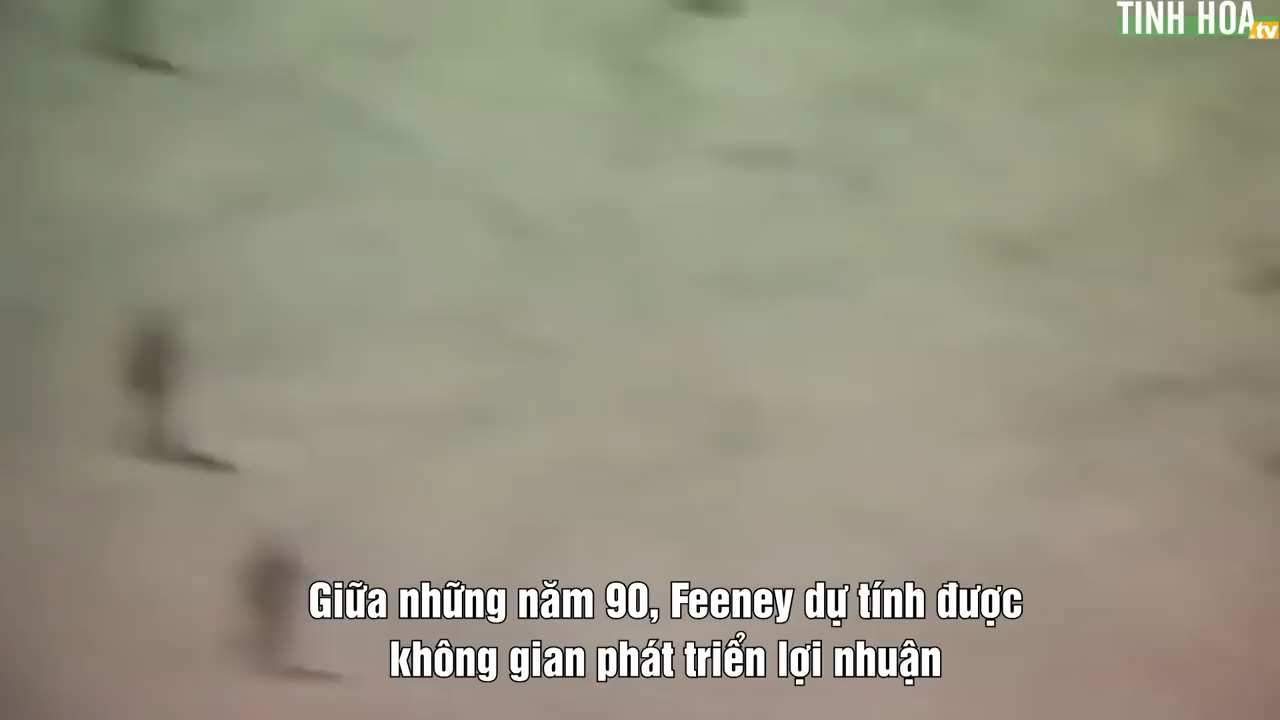 TINH HOA
.tv
Giữa những năm 90, Feeney dự tính được
không gian phát triển lợi nhuận